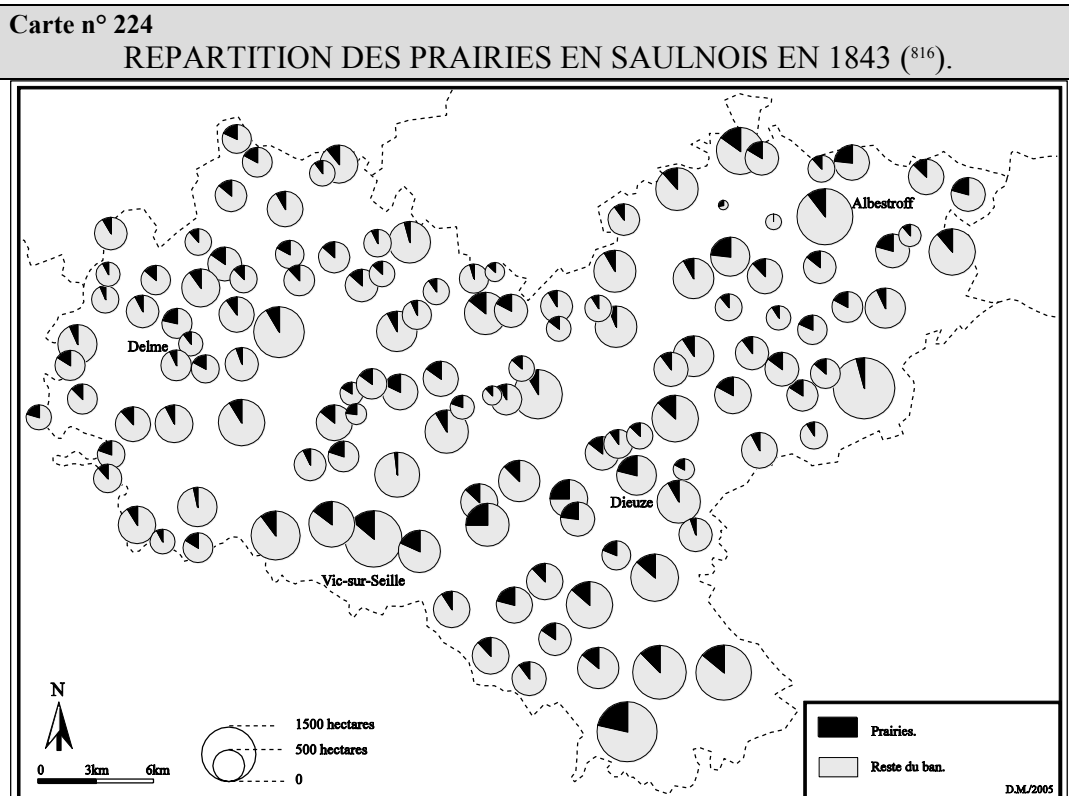 Carte n° 224
REPARTITION DES PRAIRIES EN SAULNOIS EN 1843 (816).
Albestroff
Delme
Dieuze
Vic-sur-Seille
N
0 3km 6km
1500 hectares
500 hectares
0
Prairies.
Reste du ban.
D.M./2005